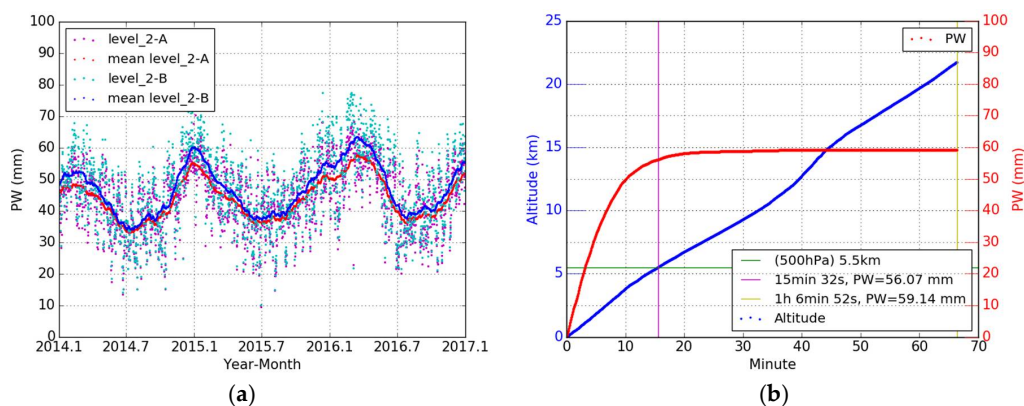 level_2-A
mean level_2-A
level_2-B
mean level_2-B
100
90
80
70
60
50
40
30
20
10
0
PW (mm)
2014.1 2014.7 2015.1 2015.7 2016.1 2016.7 2017.1
Year-Month
(a)
PW
25
20
15
10
5
0
Altitude (km)
100
90
80
70
60
50
40
30
20
10
0
PW (mm)
(500hPa) 5.5km
15min 32s, PW=56.07 mm
1h 6min 52s, PW=59.14 mm
Altitude
0 10 20 30 40 50 60 70
Minute
(b)